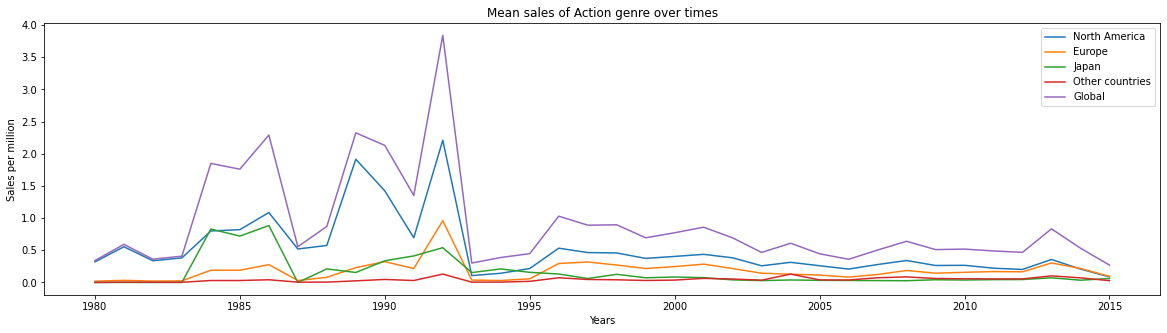 Mean sales of Action genre over times
4.0
3.5
3.0
2.5
2.0
1.5
1.0
0.5
0.0
Sales per million
North America
Europe
Japan
Other countries
Global
1980 1985 1990 1995 2000 2005 2010 2015
Years